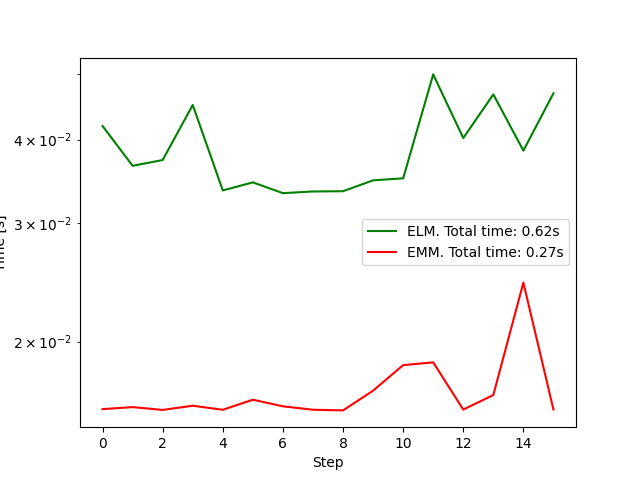 4 × 10⁻²
3 × 10⁻²
2 × 10⁻²
Time [s]
ELM. Total time: 0.62s
EMM. Total time: 0.27s
0 2 4 6 8 10 12 14
Step